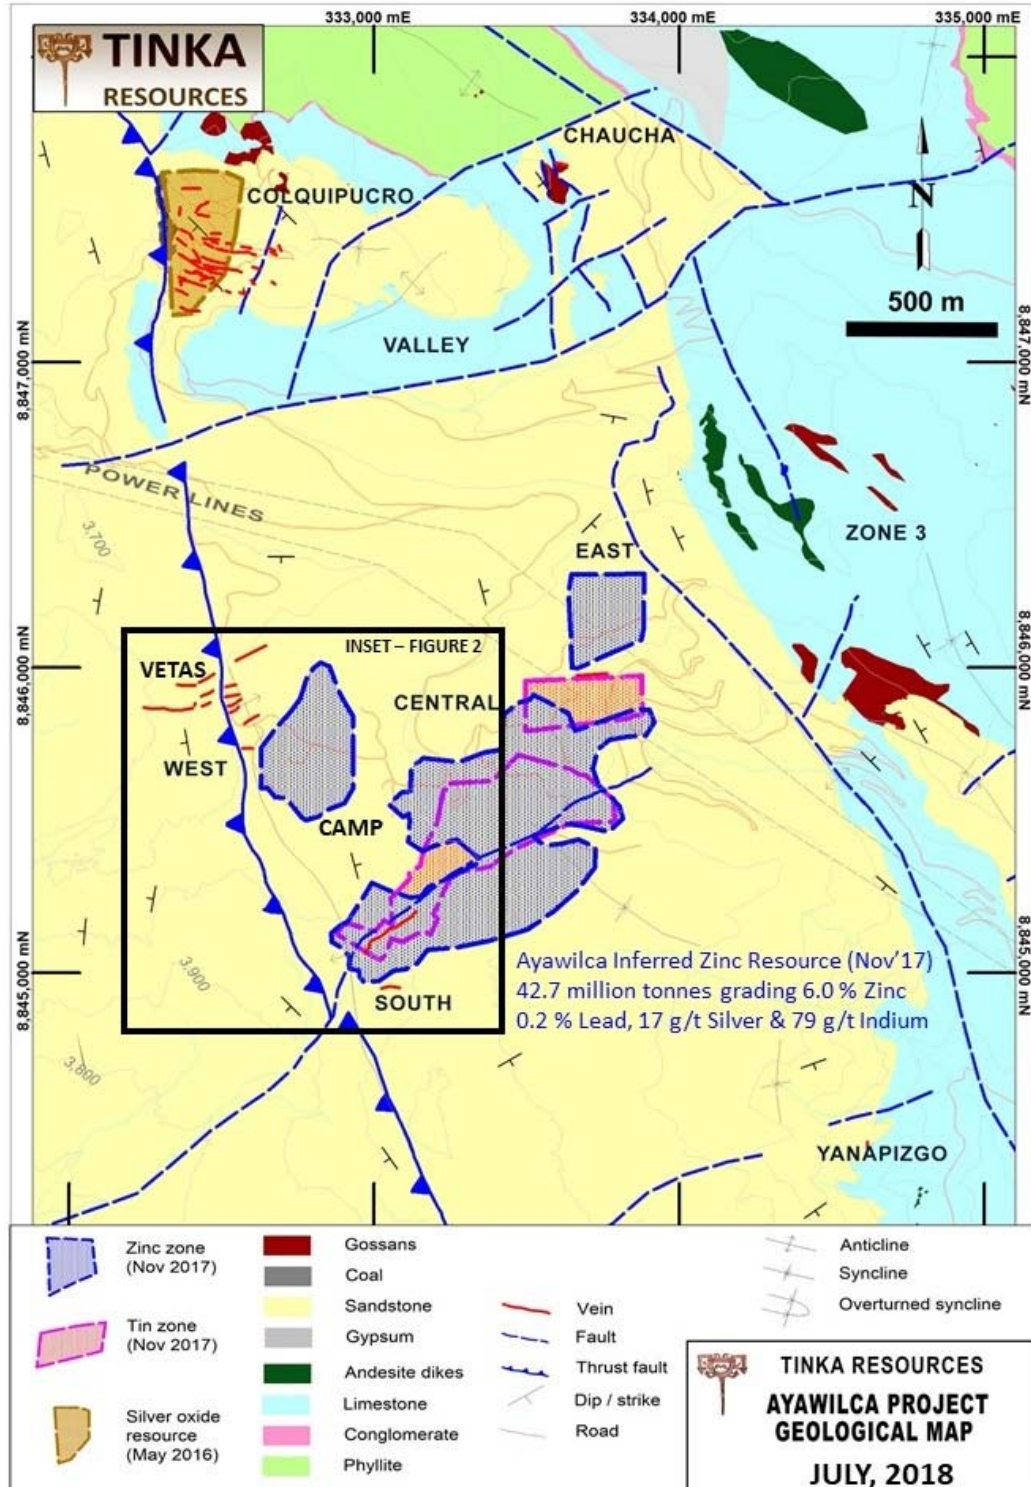 333,000 mE
334,000 mE
335,000 mE
TINKA
RESOURCES
CHAUCHA
COLQUIPUCRO
N
500 m
VALLEY
8,847,000 mN
8,847,000 mN
POWER LINES
ZONE 3
3,700
EAST
INSET – FIGURE 2
VETAS
8,846,000 mN
8,846,000 mN
CENTRAL
WEST
CAMP
3,900
SOUTH
8,845,000 mN
8,845,000 mN
Ayawilca Inferred Zinc Resource (Nov'17)
42.7 million tonnes grading 6.0 % Zinc
0.2 % Lead, 17 g/t Silver & 79 g/t Indium
3,800
YANAPIZGO
Zinc zone
(Nov 2017)
Tin zone
(Nov 2017)
Silver oxide
resource
(May 2016)
Gossans
Coal
Sandstone
Gypsum
Andesite dikes
Limestone
Conglomerate
Phyllite
Vein
Fault
Thrust fault
Dip / strike
Road
Anticline
Syncline
Overturned syncline
TINKA RESOURCES
AYAWILCA PROJECT
GEOLOGICAL MAP
JULY, 2018